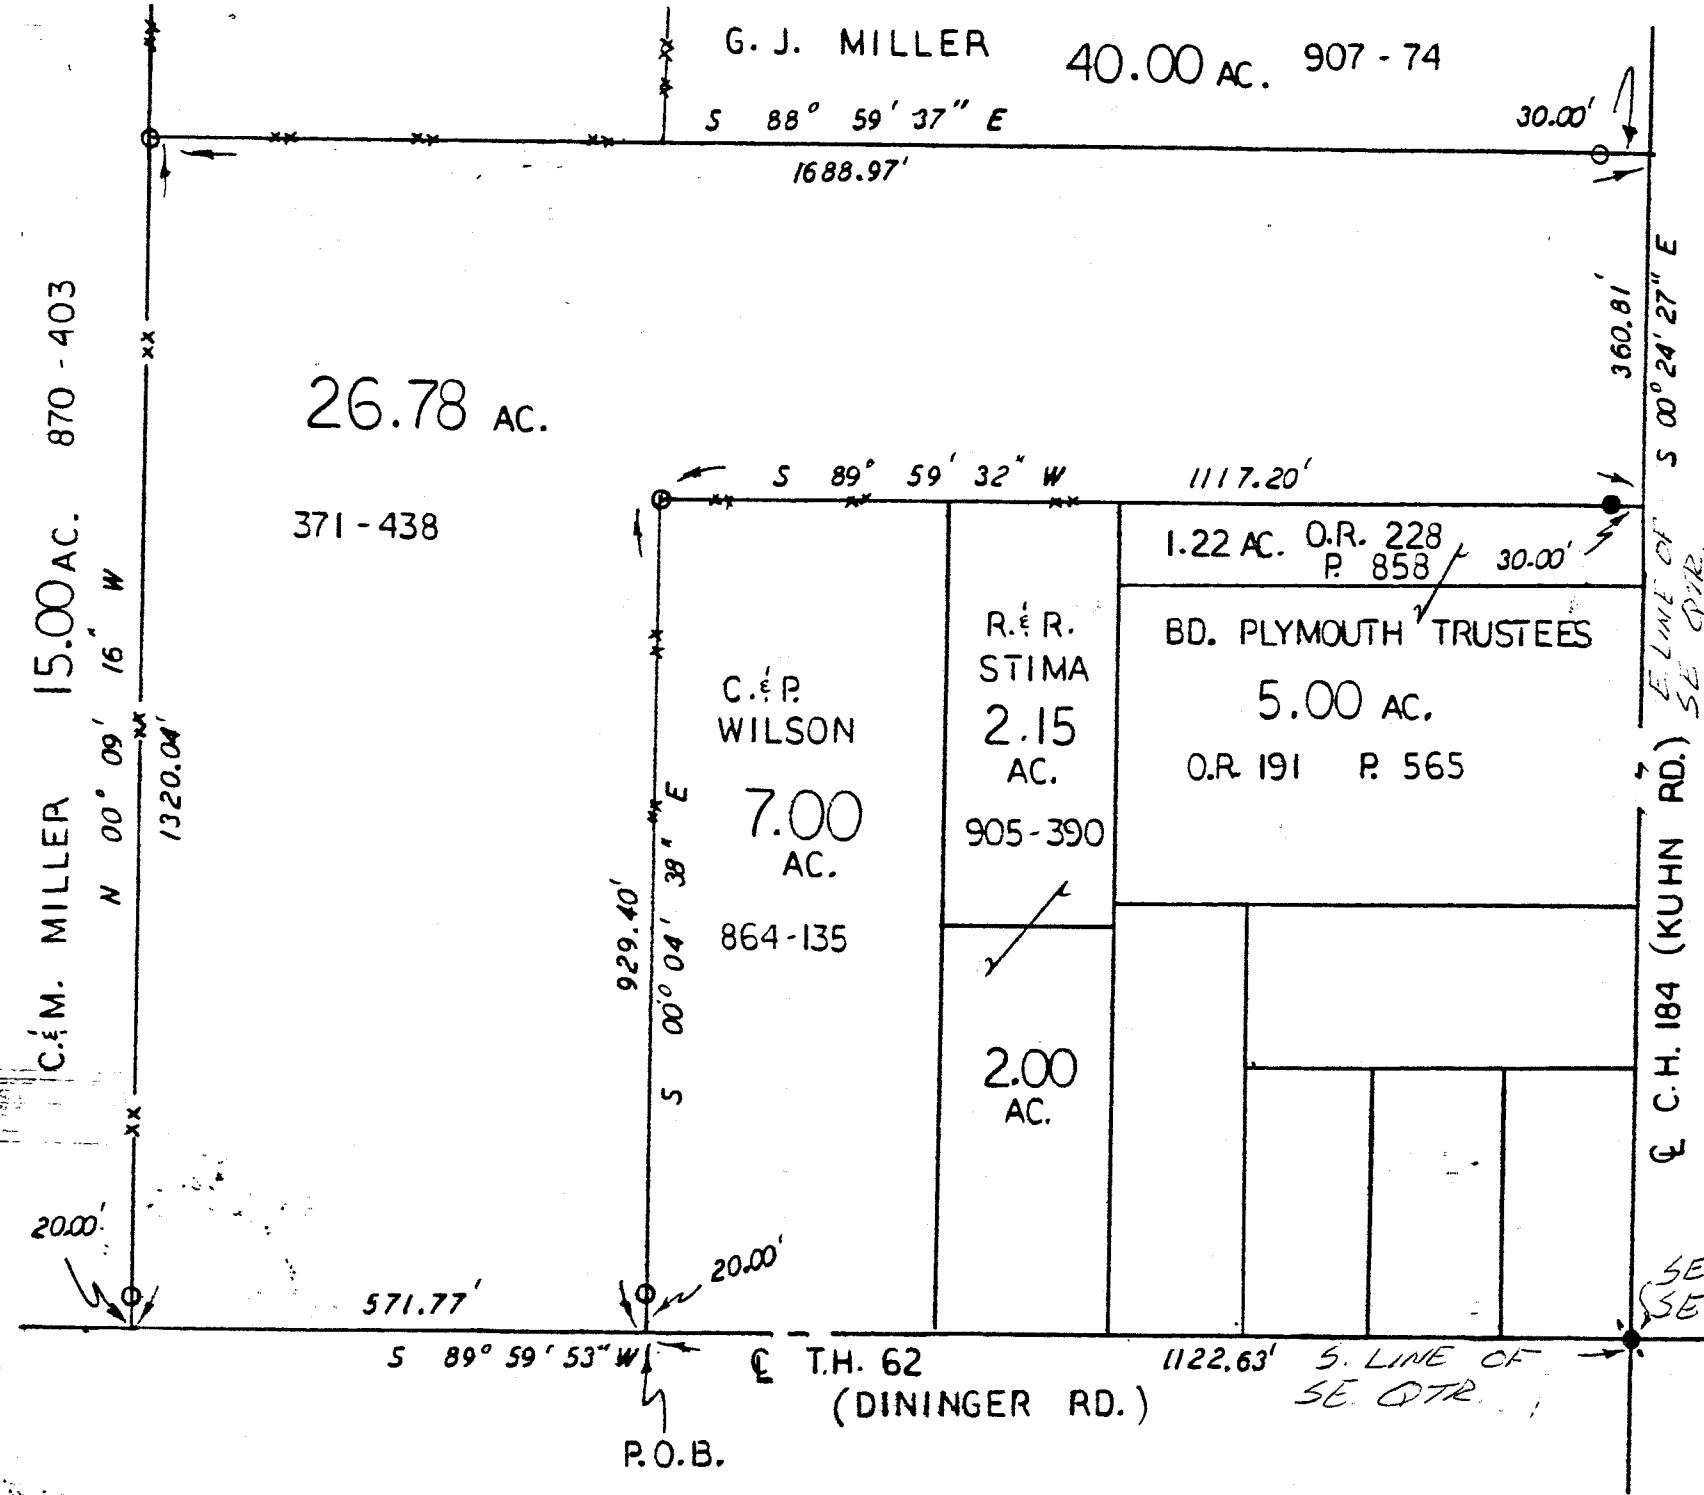 G. J. MILLER 40.00 AC. 907 - 74
S 88° 59' 37" E
1688.97'
30.00'
360.81'
S 00° 24' 27" E
C. & M. MILLER 15.00 AC. 870 - 403
N 00° 09' 16" W
1320.04'
26.78 AC.
371 - 438
S 89° 59' 32" W 1117.20'
1.22 AC. O.R. 228
P. 858
30.00'
BD. PLYMOUTH TRUSTEES
5.00 AC.
O.R. 191 P. 565
R. & R.
STIMA
2.15
AC.
905-390
C. & P.
WILSON
7.00
AC.
864-135
929.40'
S 00° 04' 38" E
2.00
AC.
E. LINE OF
SE QTR.
℄ C.H. 184 (KUHN RD.)
20.00'
571.77'
20.00'
S 89° 59' 53" W
℄ T.H. 62
(DININGER RD.)
1122.63'
S. LINE OF
SE QTR.
SE
SE
P.O.B.